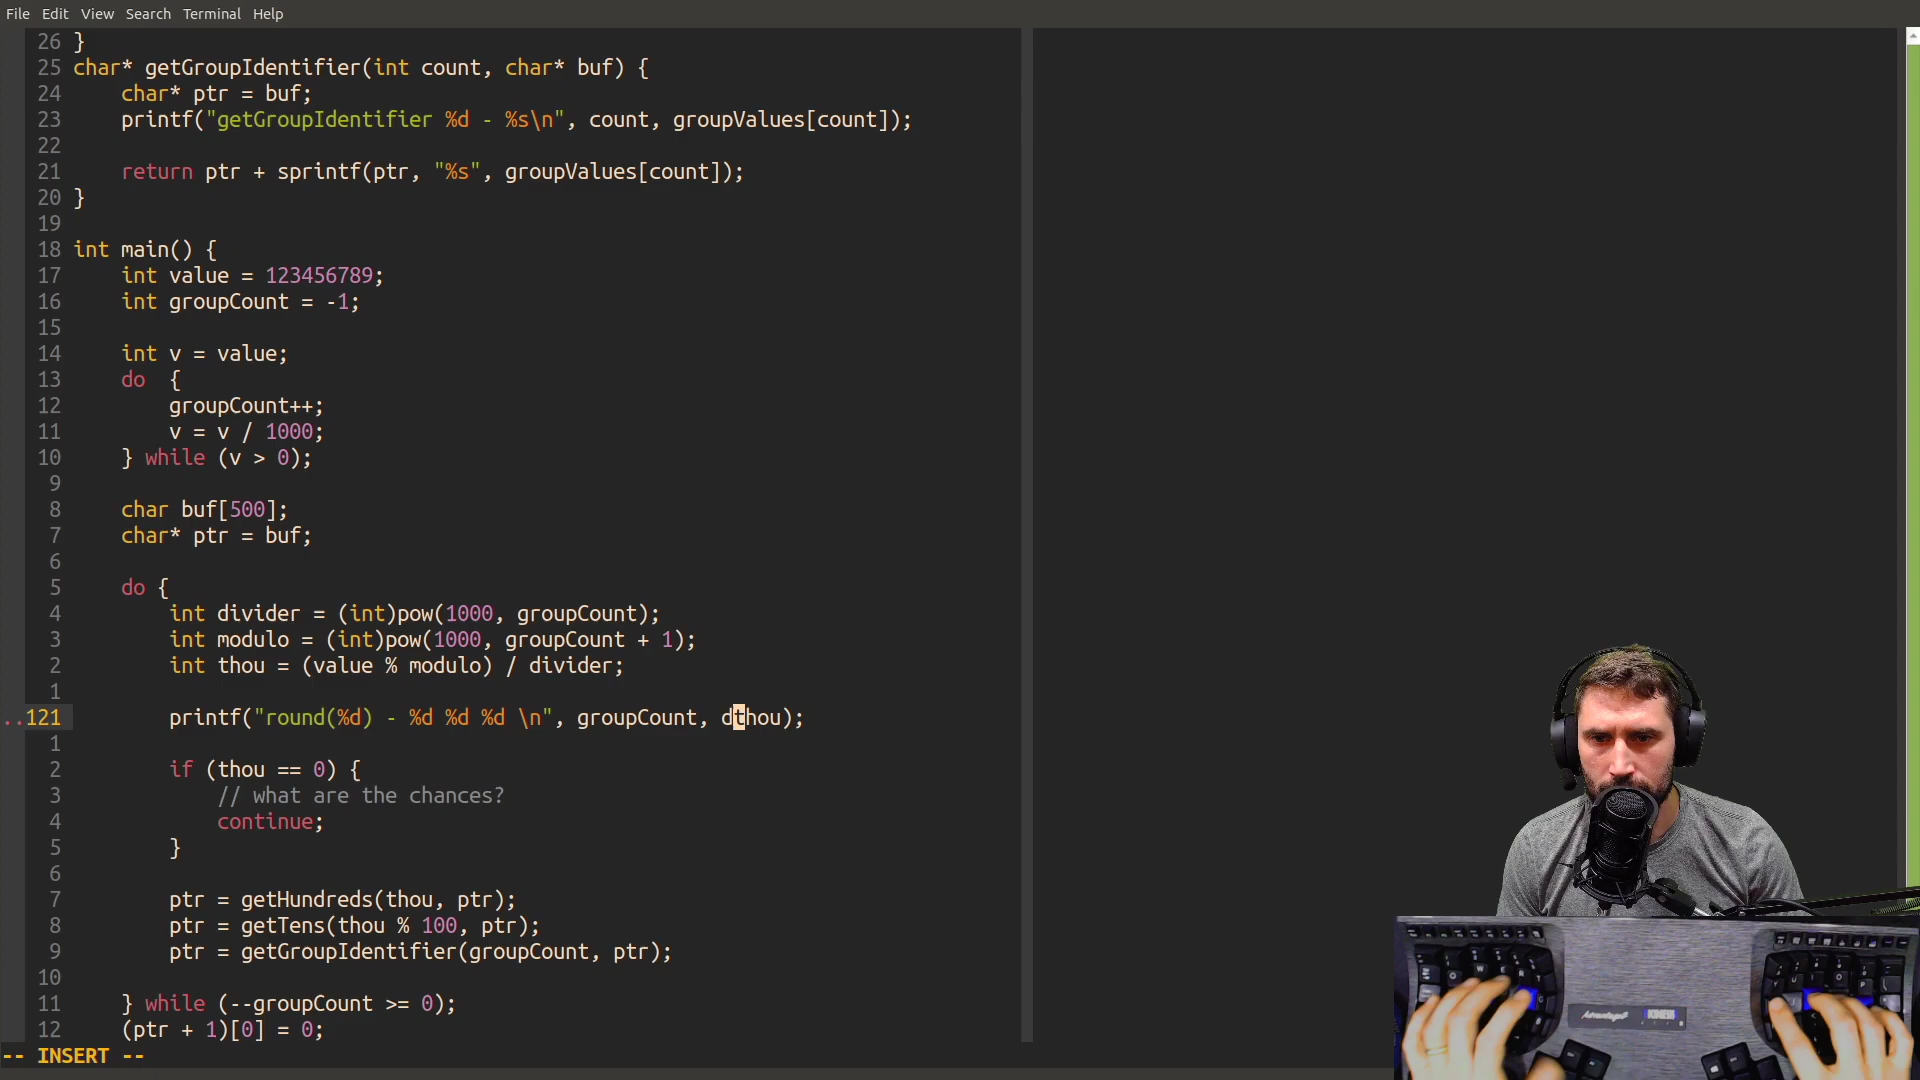 File Edit View Search Terminal Help
26 }
25 char* getGroupIdentifier(int count, char* buf) {
24     char* ptr = buf;
23     printf("getGroupIdentifier %d - %s\n", count, groupValues[count]);
22
21     return ptr + sprintf(ptr, "%s", groupValues[count]);
20 }
19
18 int main() {
17     int value = 123456789;
16     int groupCount = -1;
15
14     int v = value;
13     do  {
12         groupCount++;
11         v = v / 1000;
10     } while (v > 0);
9
8     char buf[500];
7     char* ptr = buf;
6
5     do {
4         int divider = (int)pow(1000, groupCount);
3         int modulo = (int)pow(1000, groupCount + 1);
2         int thou = (value % modulo) / divider;
1
..121         printf("round(%d) - %d %d %d \n", groupCount, dthou);
1
2         if (thou == 0) {
3             // what are the chances?
4             continue;
5         }
6
7         ptr = getHundreds(thou, ptr);
8         ptr = getTens(thou % 100, ptr);
9         ptr = getGroupIdentifier(groupCount, ptr);
10
11     } while (--groupCount >= 0);
12     (ptr + 1)[0] = 0;
-- INSERT --